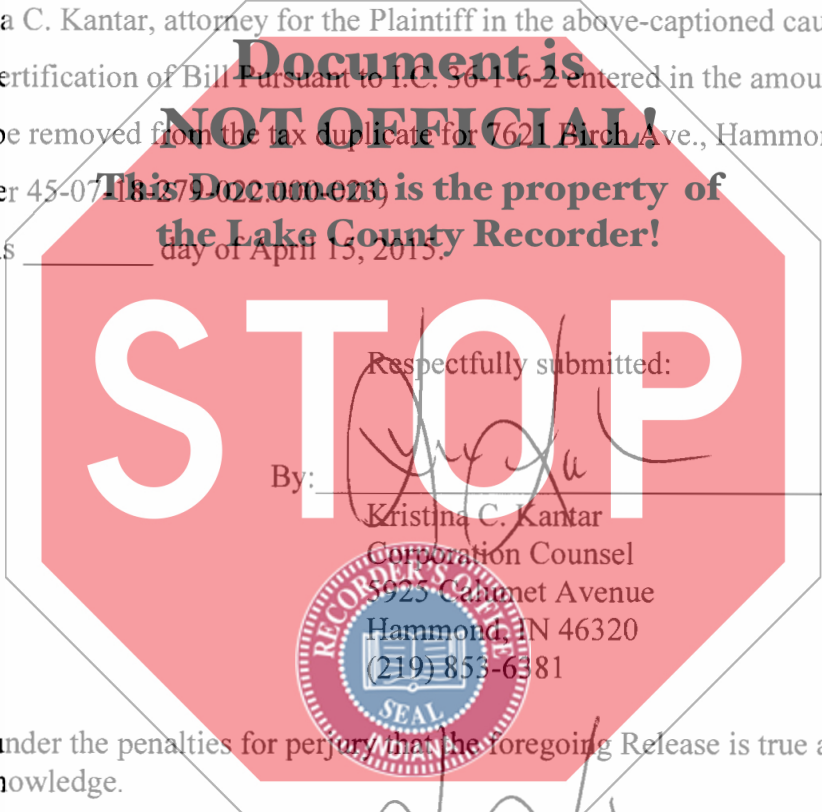 a C. Kantar, attorney for the Plaintiff in the above-captioned cau
Document is
ertification of Bill Pursuant to I.C. 36-1-6-2 entered in the amou
NOT OFFICIAL!
be removed from the tax duplicate for 7621 Birch Ave., Hammo
This Document is the property of
er 45-07-18-279-022.000-023)
the Lake County Recorder!
s ________ day of April 15, 2015.
STOP
Respectfully submitted:
By:
Kristina C. Kantar
Corporation Counsel
5925 Calumet Avenue
Hammond, IN 46320
(219) 853-6381
RECORDER'S OFFICE
SEAL
INDIANA
under the penalties for perjury that the foregoing Release is true a
nowledge.